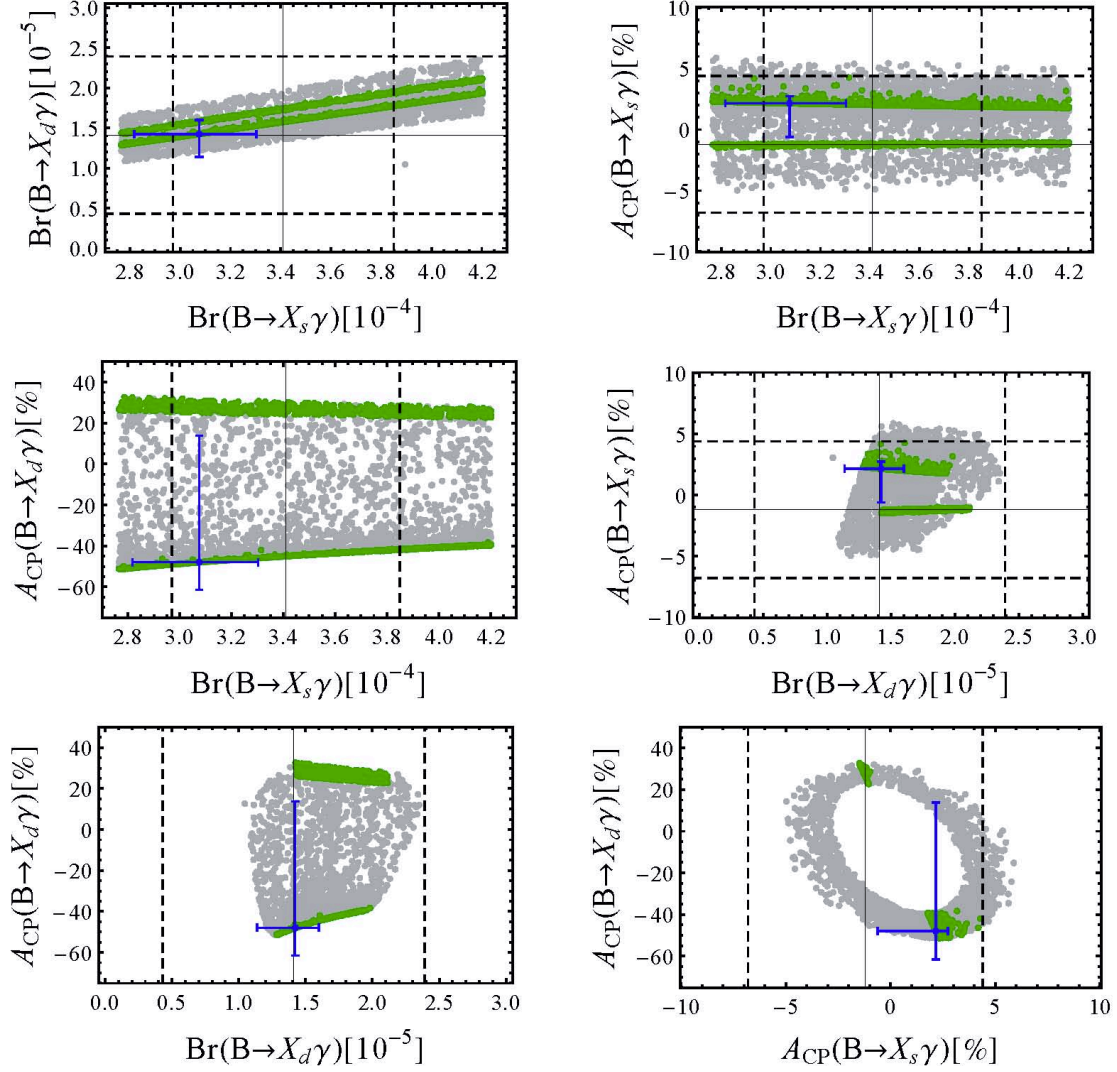 Br(B→X_dγ)[10⁻⁵]
3.0
2.5
2.0
1.5
1.0
0.5
0.0
2.8 3.0 3.2 3.4 3.6 3.8 4.0 4.2
Br(B→X_sγ)[10⁻⁴]
A_CP(B→X_sγ)[%]
10
5
0
−5
−10
2.8 3.0 3.2 3.4 3.6 3.8 4.0 4.2
Br(B→X_sγ)[10⁻⁴]
A_CP(B→X_dγ)[%]
40
20
0
−20
−40
−60
2.8 3.0 3.2 3.4 3.6 3.8 4.0 4.2
Br(B→X_sγ)[10⁻⁴]
A_CP(B→X_sγ)[%]
10
5
0
−5
−10
0.0 0.5 1.0 1.5 2.0 2.5 3.0
Br(B→X_dγ)[10⁻⁵]
A_CP(B→X_dγ)[%]
40
20
0
−20
−40
−60
0.0 0.5 1.0 1.5 2.0 2.5 3.0
Br(B→X_dγ)[10⁻⁵]
A_CP(B→X_dγ)[%]
40
20
0
−20
−40
−60
−10 −5 0 5 10
A_CP(B→X_sγ)[%]